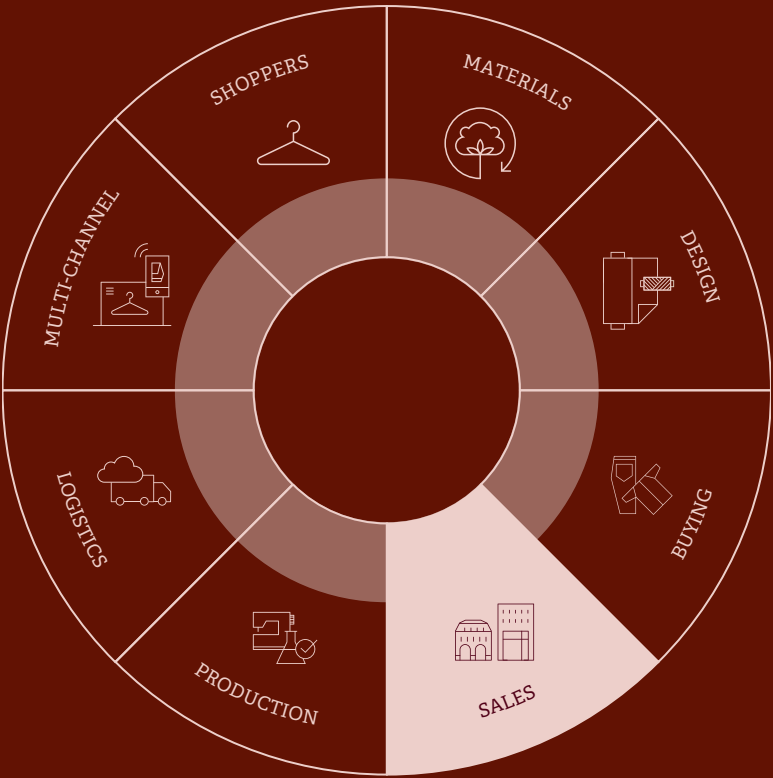 SHOPPERS
MATERIALS
DESIGN
BUYING
SALES
PRODUCTION
LOGISTICS
MULTI-CHANNEL